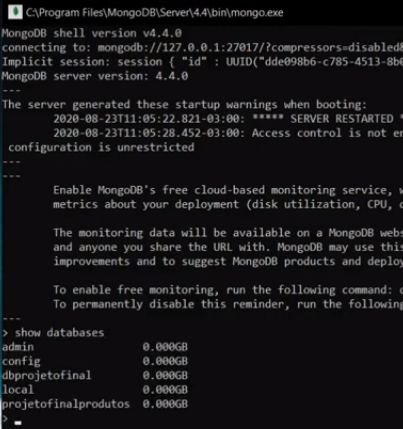 C:\Program Files\MongoDB\Server\4.4\bin\mongo.exe
MongoDB shell version v4.4.0
connecting to: mongodb://127.0.0.1:27017/?compressors=disabled&
Implicit session: session { "id" : UUID("dde098b6-c785-4513-8b
MongoDB server version: 4.4.0
---
The server generated these startup warnings when booting:
2020-08-23T11:05:22.821-03:00: ***** SERVER RESTARTED *
2020-08-23T11:05:28.452-03:00: Access control is not en
configuration is unrestricted
---
---
Enable MongoDB's free cloud-based monitoring service, w
metrics about your deployment (disk utilization, CPU, o
The monitoring data will be available on a MongoDB webs
and anyone you share the URL with. MongoDB may use this
improvements and to suggest MongoDB products and deploy
To enable free monitoring, run the following command:
To permanently disable this reminder, run the following
---
> show databases
admin 0.000GB
config 0.000GB
dbprojetofinal 0.000GB
local 0.000GB
projetofinalprodutos 0.000GB
>